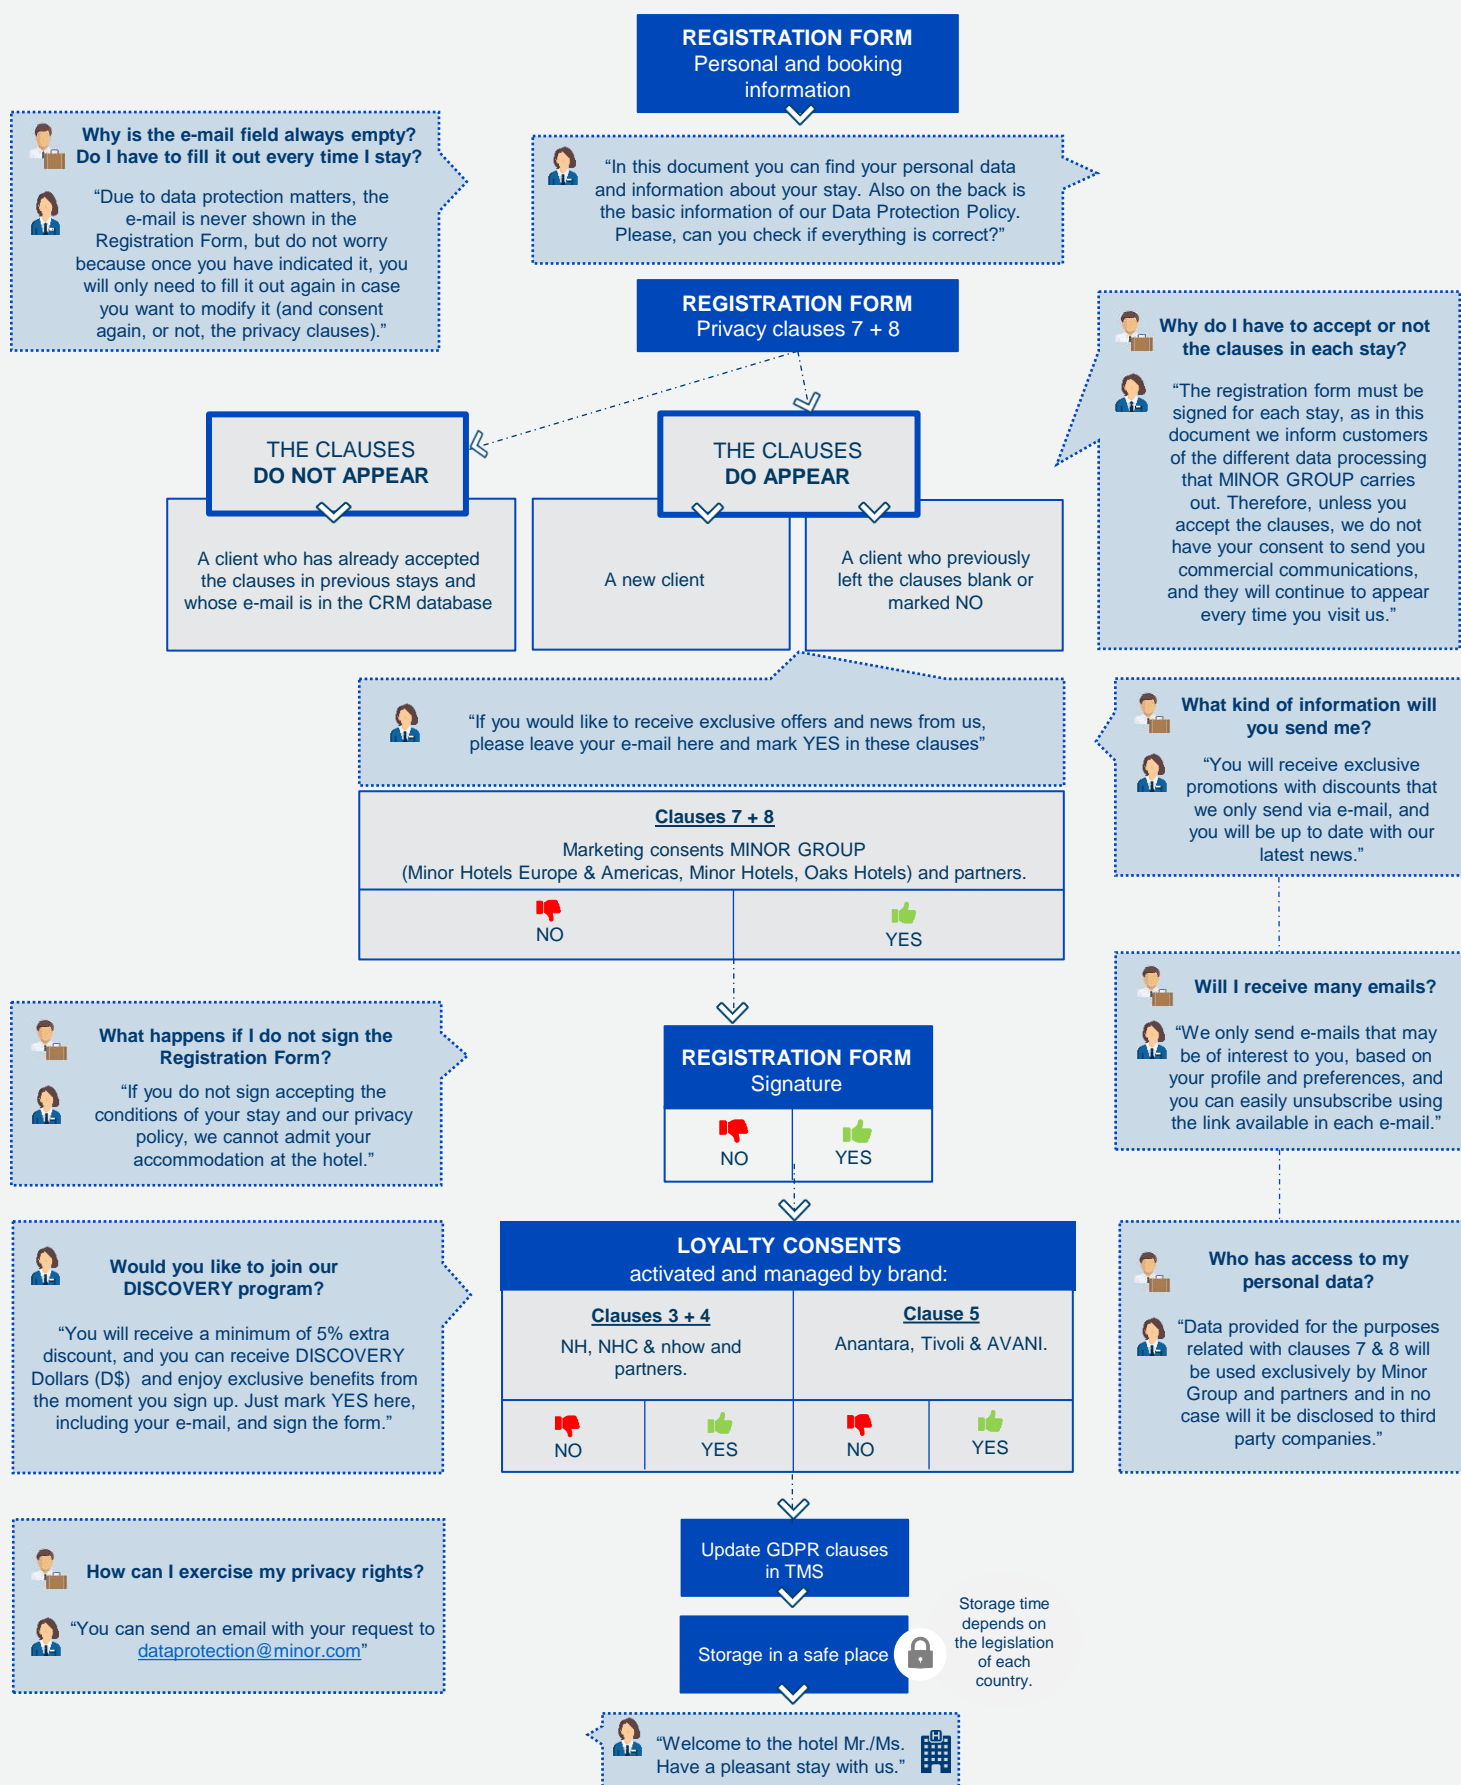 REGISTRATION FORM
Personal and booking
information
Why is the e-mail field always empty?
Do I have to fill it out every time I stay?
“Due to data protection matters, the
e-mail is never shown in the
Registration Form, but do not worry
because once you have indicated it, you
will only need to fill it out again in case
you want to modify it (and consent
again, or not, the privacy clauses).”
“In this document you can find your personal data
and information about your stay. Also on the back is
the basic information of our Data Protection Policy.
Please, can you check if everything is correct?”
REGISTRATION FORM
Privacy clauses 7 + 8
Why do I have to accept or not
the clauses in each stay?
“The registration form must be
signed for each stay, as in this
document we inform customers
of the different data processing
that MINOR GROUP carries
out. Therefore, unless you
accept the clauses, we do not
have your consent to send you
commercial communications,
and they will continue to appear
every time you visit us.”
THE CLAUSES
DO NOT APPEAR
THE CLAUSES
DO APPEAR
A client who has already accepted
the clauses in previous stays and
whose e-mail is in the CRM database
A new client
A client who previously
left the clauses blank or
marked NO
“If you would like to receive exclusive offers and news from us,
please leave your e-mail here and mark YES in these clauses”
What kind of information will
you send me?
“You will receive exclusive
promotions with discounts that
we only send via e-mail, and
you will be up to date with our
latest news.”
Clauses 7 + 8
Marketing consents MINOR GROUP
(Minor Hotels Europe & Americas, Minor Hotels, Oaks Hotels) and partners.
NO
YES
Will I receive many emails?
“We only send e-mails that may
be of interest to you, based on
your profile and preferences, and
you can easily unsubscribe using
the link available in each e-mail.”
What happens if I do not sign the
Registration Form?
“If you do not sign accepting the
conditions of your stay and our privacy
policy, we cannot admit your
accommodation at the hotel.”
REGISTRATION FORM
Signature
NO
YES
Would you like to join our
DISCOVERY program?
“You will receive a minimum of 5% extra
discount, and you can receive DISCOVERY
Dollars (D$) and enjoy exclusive benefits from
the moment you sign up. Just mark YES here,
including your e-mail, and sign the form.”
LOYALTY CONSENTS
activated and managed by brand:
Clauses 3 + 4
NH, NHC & nhow and
partners.
Clause 5
Anantara, Tivoli & AVANI.
NO
YES
NO
YES
Who has access to my
personal data?
“Data provided for the purposes
related with clauses 7 & 8 will
be used exclusively by Minor
Group and partners and in no
case will it be disclosed to third
party companies.”
How can I exercise my privacy rights?
“You can send an email with your request to
dataprotection@minor.com”
Update GDPR clauses
in TMS
Storage in a safe place
Storage time
depends on
the legislation
of each
country.
“Welcome to the hotel Mr./Ms.
Have a pleasant stay with us.”
H